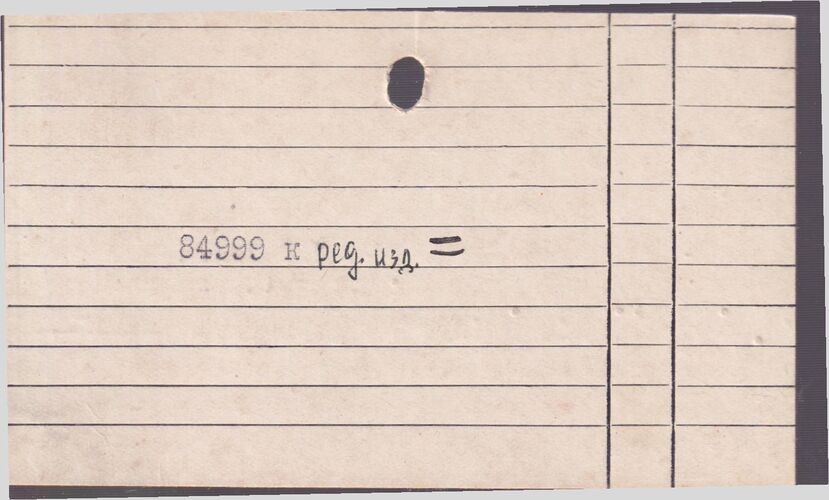 84999 к ред. изд. =